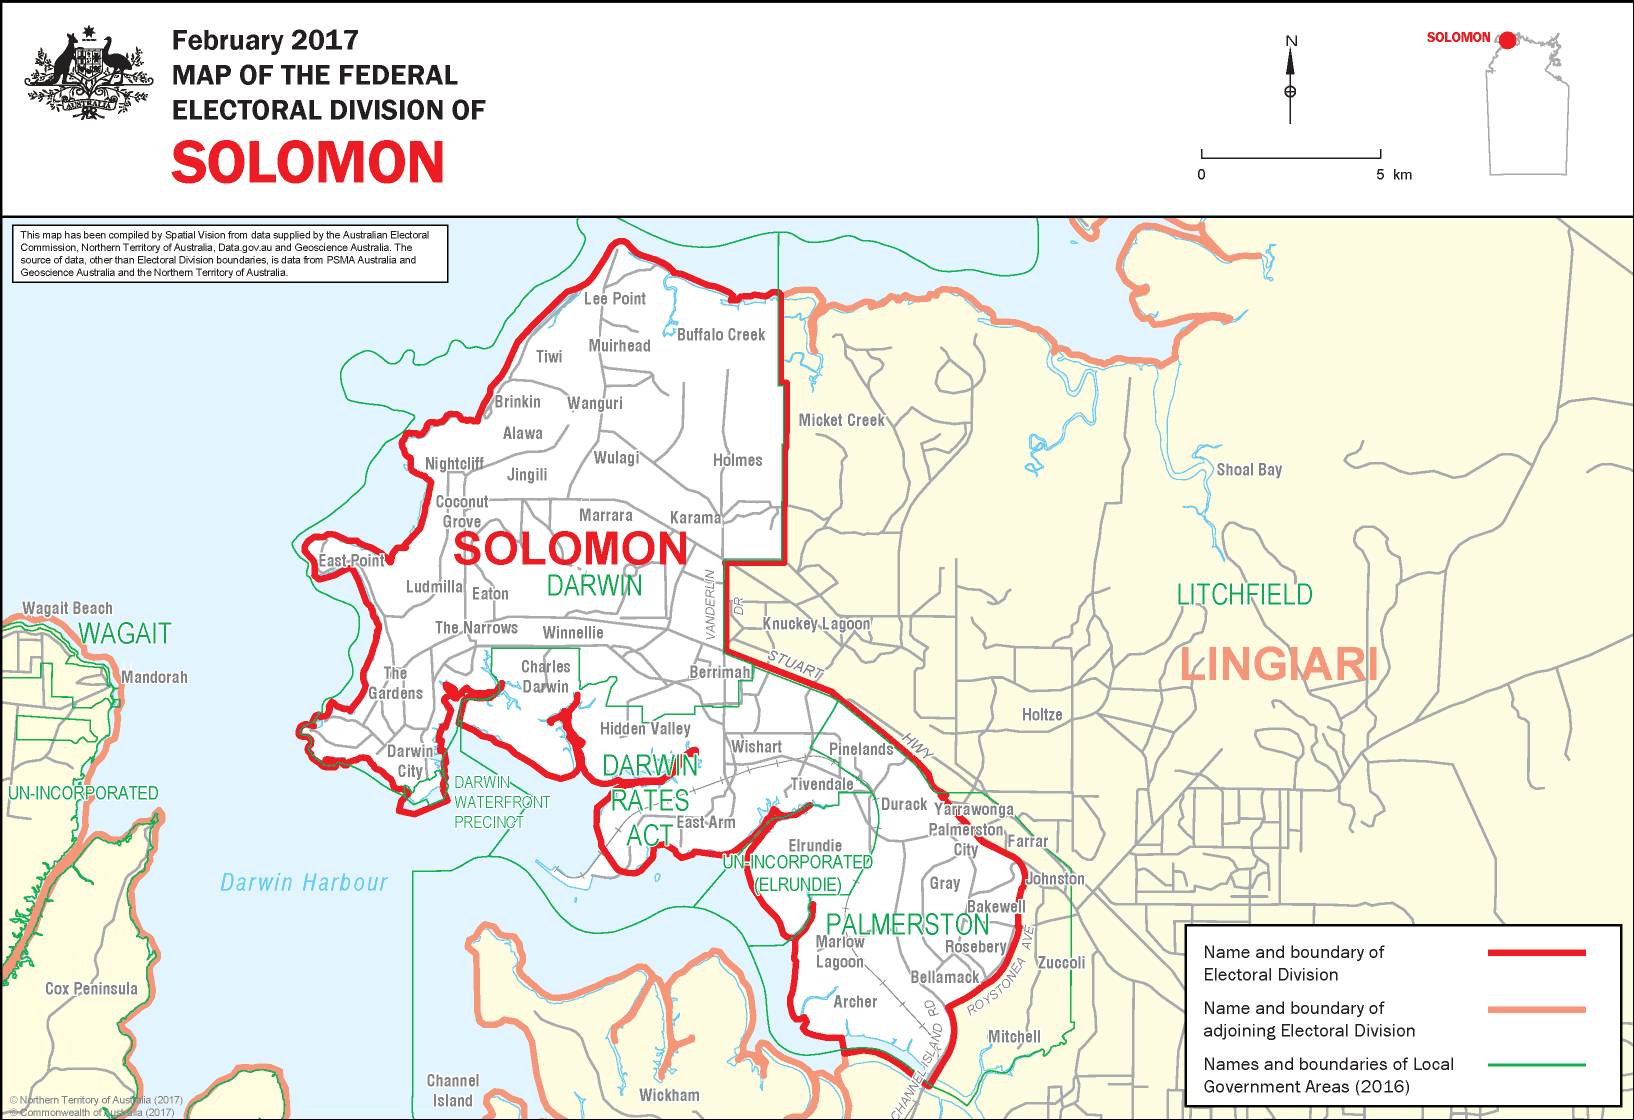 February 2017
MAP OF THE FEDERAL
ELECTORAL DIVISION OF
SOLOMON
AUSTRALIA
N
0 5 km
SOLOMON
This map has been compiled by Spatial Vision from data supplied by the Australian Electoral
Commission, Northern Territory of Australia, Data.gov.au and Geoscience Australia. The
source of data, other than Electoral Division boundaries, is data from PSMA Australia and
Geoscience Australia and the Northern Territory of Australia.
Lee Point
Buffalo Creek
Muirhead
Tiwi
Brinkin
Wanguri
Micket Creek
Alawa
Nightcliff
Wulagi
Holmes
Jingili
Shoal Bay
Coconut
Grove
Marrara
Karama
SOLOMON
East Point
DARWIN
Ludmilla
Eaton
VANDERLIN
DR
LITCHFIELD
Wagait Beach
WAGAIT
The Narrows
Winnellie
Knuckey Lagoon
LINGIARI
Mandorah
The
Gardens
Charles
Darwin
Berrimah
STUART
HWY
Holtze
Hidden Valley
Darwin
City
Wishart
Pinelands
DARWIN
RATES
ACT
UN-INCORPORATED
DARWIN
WATERFRONT
PRECINCT
Tivendale
Durack
Yarrawonga
East Arm
Palmerston
City
Farrar
Elrundie
UN-INCORPORATED
(ELRUNDIE)
Darwin Harbour
Gray
Johnston
Bakewell
PALMERSTON
Marlow
Lagoon
Rosebery
ROYSTONEA AVE
Zuccoli
Bellamack
Cox Peninsula
Archer
CHANNEL ISLAND RD
Mitchell
Channel
Island
Wickham
Name and boundary of
Electoral Division
Name and boundary of
adjoining Electoral Division
Names and boundaries of Local
Government Areas (2016)
© Northern Territory of Australia (2017)
© Commonwealth of Australia (2017)